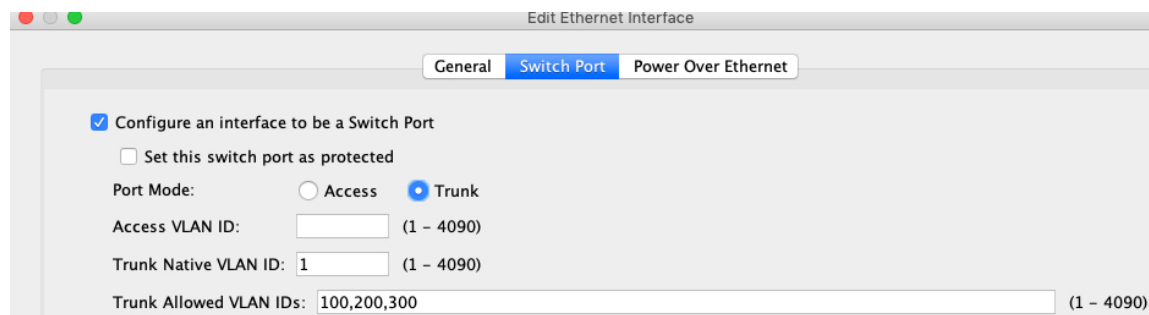 Edit Ethernet Interface
General Switch Port Power Over Ethernet
Configure an interface to be a Switch Port
Set this switch port as protected
Port Mode: Access Trunk
Access VLAN ID: (1 – 4090)
Trunk Native VLAN ID: 1 (1 – 4090)
Trunk Allowed VLAN IDs: 100,200,300 (1 – 4090)